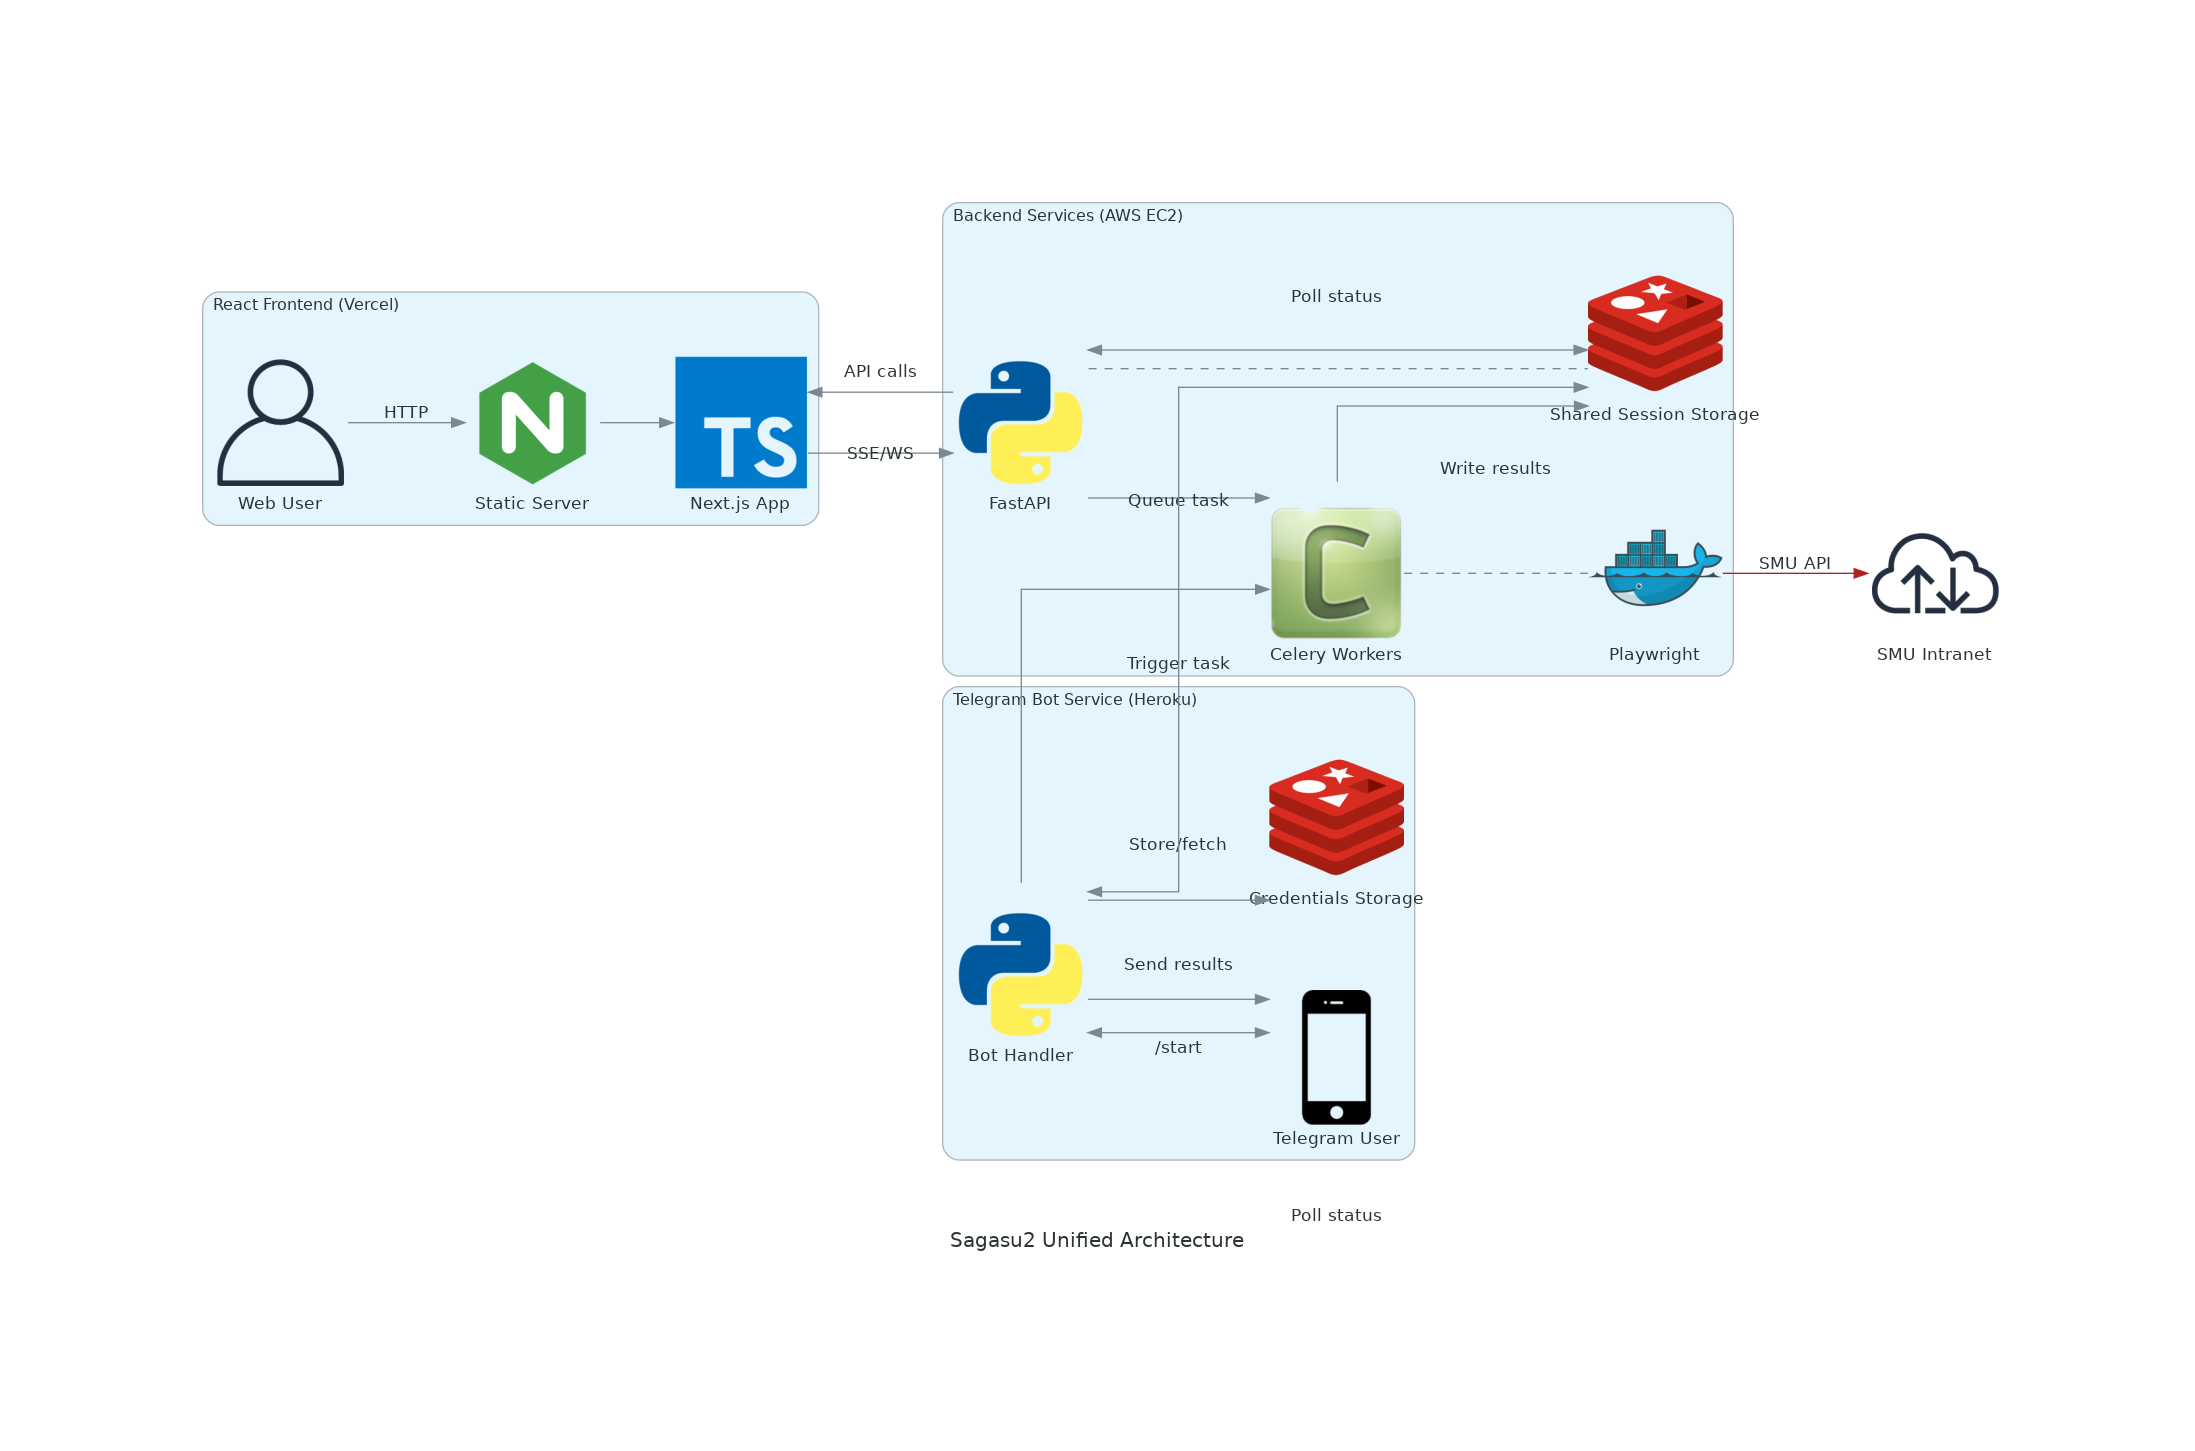 Backend Services (AWS EC2)
Poll status
React Frontend (Vercel)
API calls
HTTP
SSE/WS
TS
Web User
Static Server
Next.js App
FastAPI
Shared Session Storage
Write results
Queue task
SMU API
Celery Workers
Playwright
SMU Intranet
Trigger task
Telegram Bot Service (Heroku)
Store/fetch
Credentials Storage
Send results
/start
Bot Handler
Telegram User
Poll status
Sagasu2 Unified Architecture